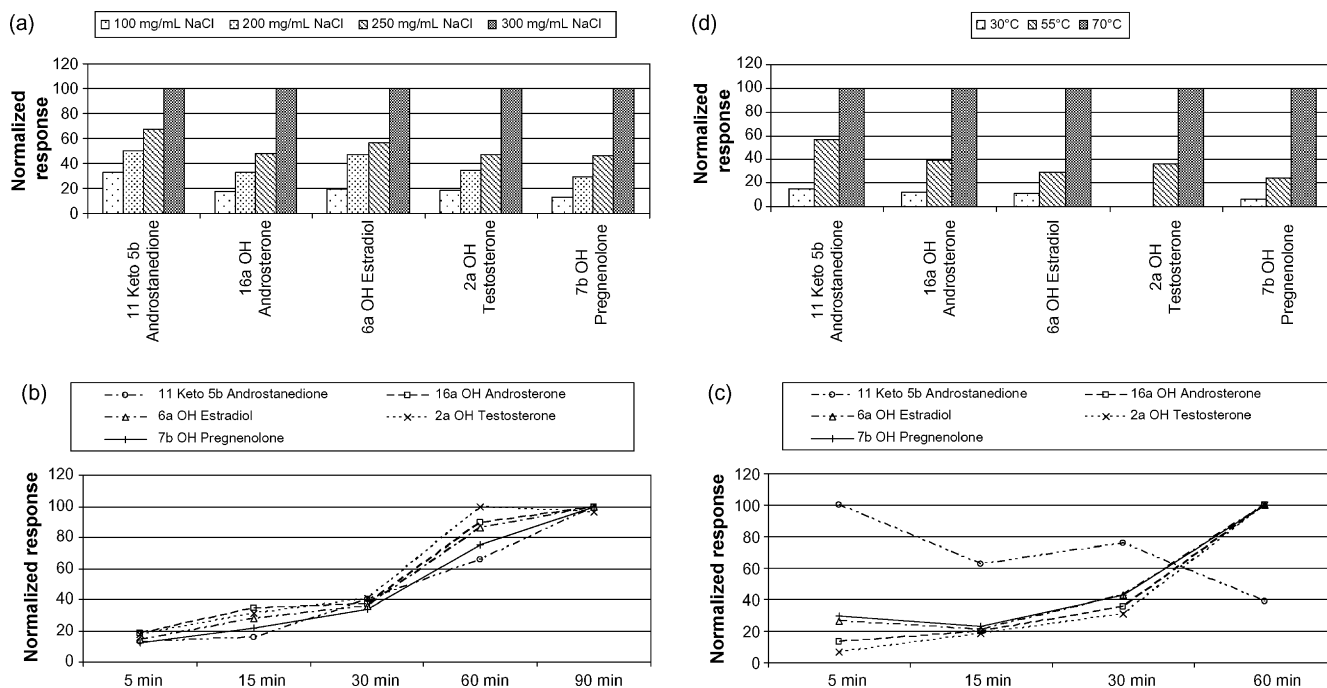 (a)
100 mg/mL NaCl 200 mg/mL NaCl 250 mg/mL NaCl 300 mg/mL NaCl
Normalized
response
120
100
80
60
40
20
0
11 Keto 5b
Androstanedione
16a OH
Androsterone
6a OH Estradiol
2a OH
Testosterone
7b OH
Pregnenolone
(d)
30°C 55°C 70°C
Normalized
response
120
100
80
60
40
20
0
11 Keto 5b
Androstanedione
16a OH
Androsterone
6a OH Estradiol
2a OH
Testosterone
7b OH
Pregnenolone
(b)
11 Keto 5b Androstanedione 16a OH Androsterone
6a OH Estradiol 2a OH Testosterone
7b OH Pregnenolone
Normalized response
120
100
80
60
40
20
0
5 min 15 min 30 min 60 min 90 min
(c)
11 Keto 5b Androstanedione 16a OH Androsterone
6a OH Estradiol 2a OH Testosterone
7b OH Pregnenolone
Normalized response
120
100
80
60
40
20
0
5 min 15 min 30 min 60 min